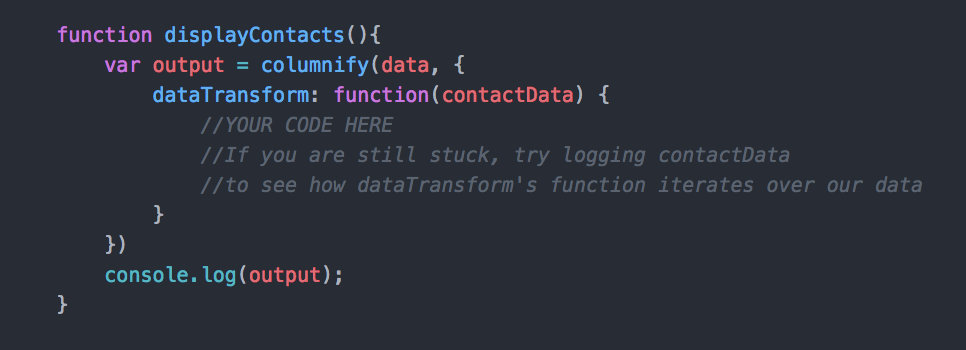 function displayContacts(){
var output = columnify(data, {
dataTransform: function(contactData) {
//YOUR CODE HERE
//If you are still stuck, try logging contactData
//to see how dataTransform's function iterates over our data
}
})
console.log(output);
}